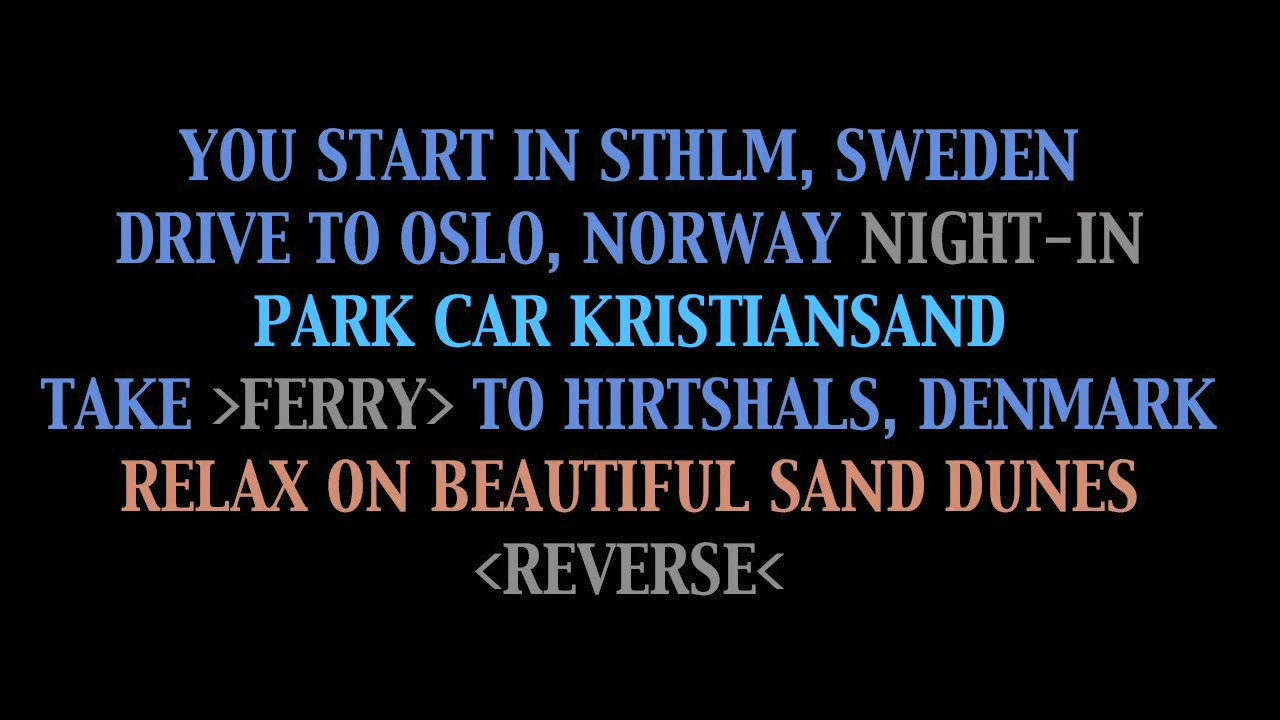 YOU START IN STHLM, SWEDEN
DRIVE TO OSLO, NORWAY NIGHT-IN
PARK CAR KRISTIANSAND
TAKE >FERRY> TO HIRTSHALS, DENMARK
RELAX ON BEAUTIFUL SAND DUNES
<REVERSE<